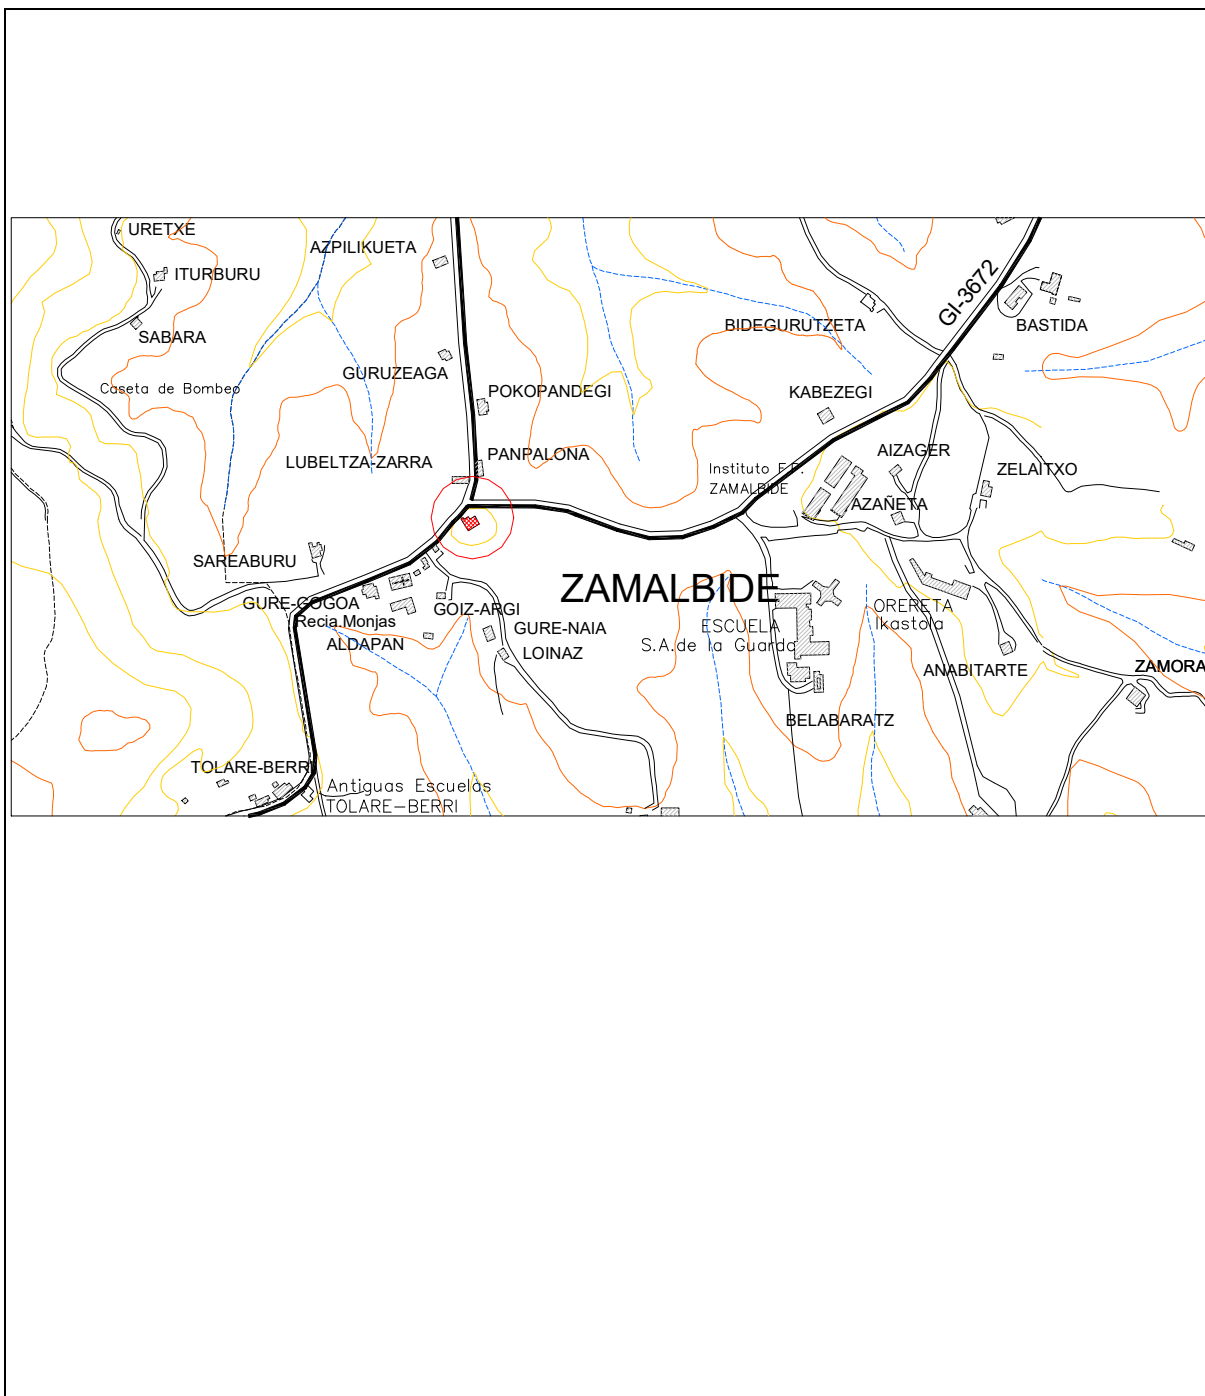 URETXE
AZPILIKUETA
ITURBURU
GI-3672
BIDEGURUTZETA
BASTIDA
SABARA
GURUZEAGA
Caseta de Bombeo
POKOPANDEGI
KABEZEGI
AIZAGER
PANPALONA
LUBELTZA-ZARRA
Instituto F.P.
ZAMALBIDE
ZELAITXO
AZAÑETA
SAREABURU
ZAMALBIDE
GURE-GOGOA
Recia.Monjas
GOIZ-ARGI
ORERETA
Ikastola
ALDAPAN
GURE-NAIA
ESCUELA
S.A.de la Guarda
LOINAZ
ANABITARTE
ZAMORA
BELABARATZ
TOLARE-BERRI
Antiguas Escuelas
TOLARE-BERRI